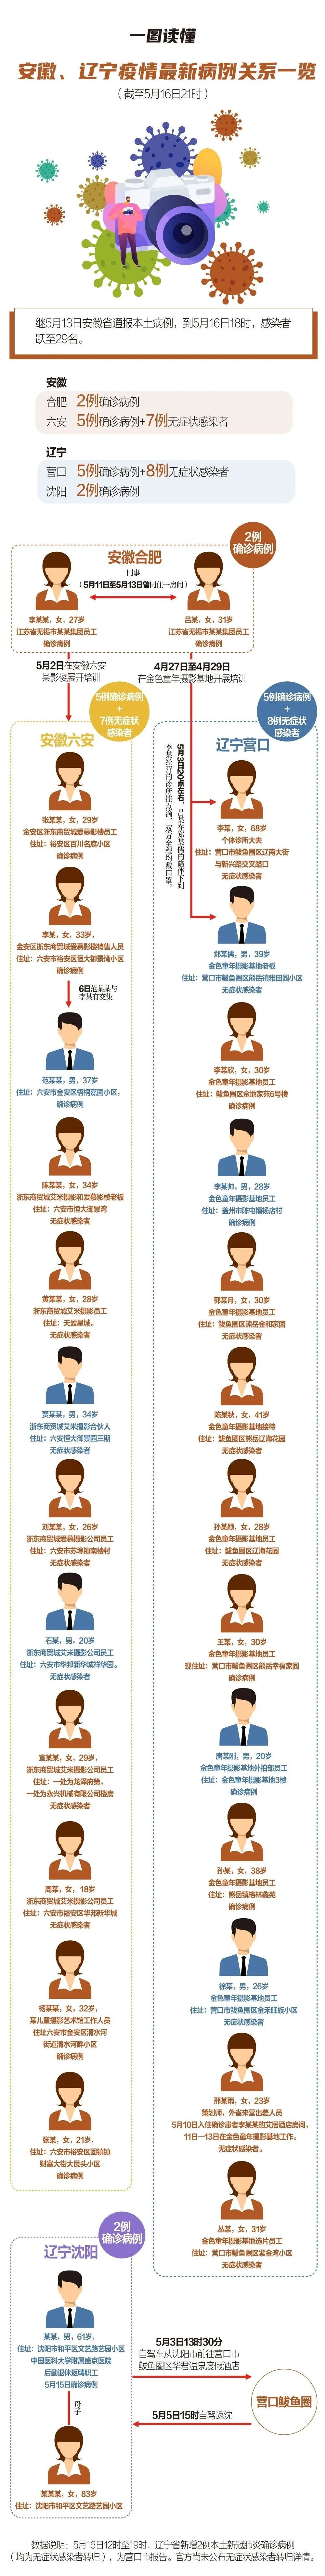 一图读懂
安徽、辽宁疫情最新病例关系一览
（截至5月16日21时）
继5月13日安徽省通报本土病例，到5月16日18时，感染者
跃至29名。
安徽
合肥 2例确诊病例
六安 5例确诊病例+7例无症状感染者
辽宁
营口 5例确诊病例+8例无症状感染者
沈阳 2例确诊病例
2例
确诊病例
安徽合肥
同事
（5月11日至5月13日曾同住一房间）
李某某，女，27岁
江苏省无锡市某某集团员工
确诊病例
吕某，女，31岁
江苏省无锡市某某集团员工
确诊病例
5月2日在安徽六安
某影楼展开培训
4月27日至4月29日
在金色童年摄影基地开展培训
5例确诊病例
+
7例无症状
感染者
安徽六安
张某某，女，29岁
金安区浙东商贸城爱慕影楼员工
住址：裕安区百川名庭小区
确诊病例
李某，女，33岁，
金安区浙东商贸城爱慕影楼销售人员
住址：六安市裕安区恒大御景湾小区
确诊病例
6日范某某与
李某有交集
范某某，男，37岁
住址：六安市金安区梧桐嘉园小区，
确诊病例
陈某某，女，34岁
浙东商贸城艾米摄影和爱慕影楼老板
住址：六安市恒大御景湾
无症状感染者
黄某某，女，28岁
浙东商贸城艾米摄影员工
住址：天盈星城。
无症状感染者
贾某某，男，34岁
浙东商贸城艾米摄影合伙人
住址：六安恒大御景园三期
无症状感染者
刘某某，女，26岁
浙东商贸城爱慕摄影公司员工
住址：六安市苏埠镇南楼村
无症状感染者
石某，男，20岁
浙东商贸城艾米摄影公司员工
住址：六安市华邦新华城祥华园。
无症状感染者
宣某某，女，29岁，
浙东商贸城艾米摄影公司员工
住址：一处为龙泽府第，
一处为永兴机械有限公司楼房
无症状感染者
周某，女， 18岁
浙东商贸城艾米摄影公司员工
住址：六安市裕安区华邦新华城
无症状感染者
杨某某，女，32岁，
某儿童摄影艺术馆工作人员
住址六安市金安区清水河
街道清水河畔小区
确诊病例
张某，女，21岁，
住址：六安市裕安区固镇镇
财富大街大良头小区
确诊病例
5例确诊病例
+
8例无症状
感染者
辽宁营口
5月3日20点左右，吕某在郑某儒的陪伴下到
李某经营的诊所挂点滴，双方全程均戴口罩。
李某，女，68岁
个体诊所大夫
住址：营口市鲅鱼圈区辽南大街
与新兴路交叉路口
无症状感染者
郑某儒，男，39岁
金色童年摄影基地老板
住址：营口市鲅鱼圈区熊岳镇雅田园小区
无症状感染者
李某欣，女，30岁
金色童年摄影基地员工
住址：鲅鱼圈区金地家苑6号楼
确诊病例
李某帅，男，28岁
金色童年摄影基地员工
住址：盖州市陈屯镇杨店村
确诊病例
郭某月，女，30岁
金色童年摄影基地员工
住址：鲅鱼圈区熊岳金和家园
无症状感染者
陈某秋，女，41岁
金色童年摄影基地接待
住址：鲅鱼圈区熊岳辽海花园
无症状感染者
孙某颖，女，28岁
金色童年摄影基地员工
住址：鲅鱼圈区辽海花园
无症状感染者
王某，女，30岁
金色童年摄影基地员工
现住址：营口市鲅鱼圈区熊岳幸福家园
确诊病例
唐某刚，男，20岁
金色童年摄影基地外拍部员工
住址：金色童年摄影基地3楼
确诊病例
孙某，女，38岁
金色童年摄影基地员工
住址：熊岳镇格林鑫苑
确诊病例
徐某，男，26岁
金色童年摄影基地员工
住址：营口市鲅鱼圈区金禾旺族小区
无症状感染者
邢某雨，女，23岁
策划师，外省来营出差人员
5月10日入住确诊患者李某某的艾居酒店房间，
11日—13日在金色童年摄影基地工作。
无症状感染者。
丛某，女，31岁
金色童年摄影基地选片员工
住址：营口市鲅鱼圈区紫金湾小区
无症状感染者
2例
确诊病例
辽宁沈阳
某某，男，61岁，
住址：沈阳市和平区文艺路艺园小区
中国医科大学附属盛京医院
后勤退休返聘职工
5月15日确诊病例
母子
某某某，女，83岁
住址：沈阳市和平区文艺路艺园小区
5月3日13时30分
自驾车从沈阳市前往营口市
鲅鱼圈区华君温泉度假酒店
营口鲅鱼圈
5月5日15时自驾返沈
数据说明：5月16日12时至19时，辽宁省新增2例本土新冠肺炎确诊病例
（均为无症状感染者转归），为营口市报告。官方尚未公布无症状感染者转归详情。